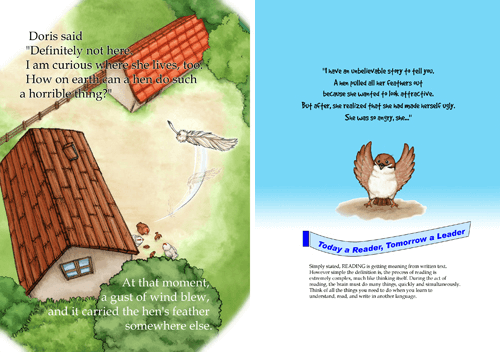 Doris said
"Definitely not here.
I am curious where she lives, too.
How on earth can a hen do such
a horrible thing?"
At that moment,
a gust of wind blew,
and it carried the hen's feather
somewhere else.
"I have an unbelievable story to tell you.
A hen pulled all her feathers out
because she wanted to look attractive.
But after, she realized that she had made herself ugly.
She was so angry, she..."
Today a Reader, Tomorrow a Leader
Simply stated, READING is getting meaning from written text.
However simple the definition is, the process of reading is
extremely complex, much like thinking itself. During the act of
reading, the brain must do many things, quickly and simultaneously.
Think of all the things you need to do when you learn to
understand, read, and write in another language.